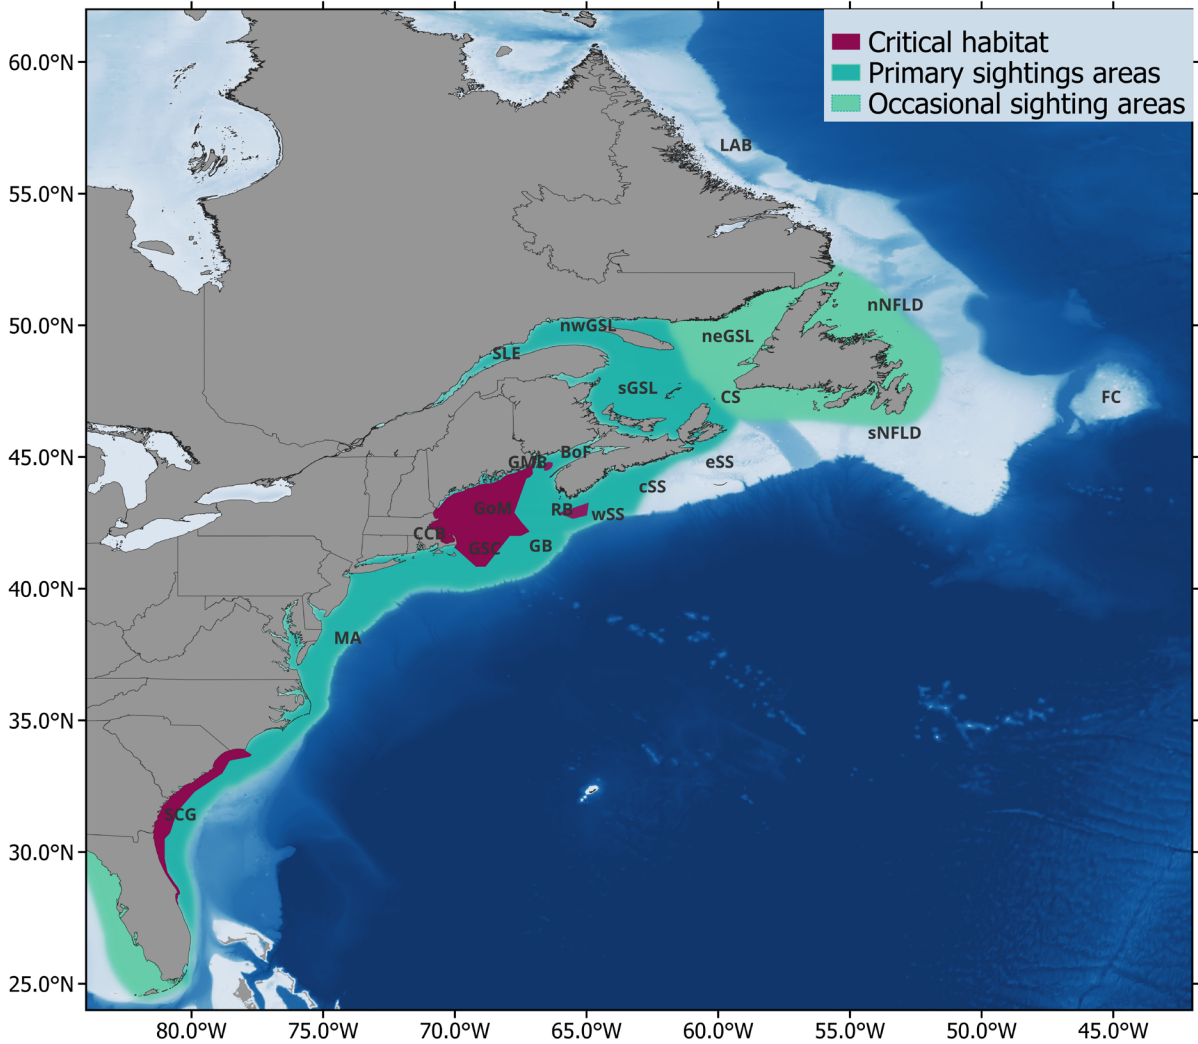 Critical habitat
Primary sightings areas
Occasional sighting areas
60.0°N
55.0°N
50.0°N
45.0°N
40.0°N
35.0°N
30.0°N
25.0°N
LAB
nNFLD
nwGSL
neGSL
SLE
sGSL
CS
FC
sNFLD
BoF
GMB
eSS
cSS
GoM
RB
wSS
CCB
GSC
GB
MA
SCG
80.0°W
75.0°W
70.0°W
65.0°W
60.0°W
55.0°W
50.0°W
45.0°W